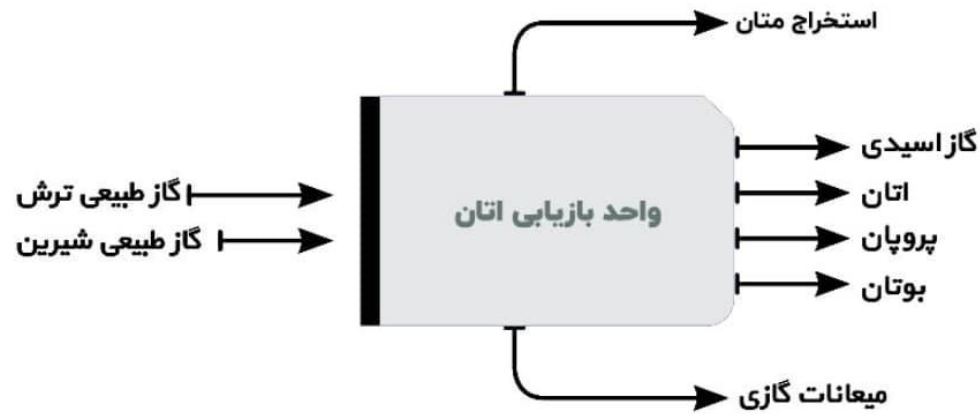 استخراج متان
گاز اسیدی
اتان
پروپان
بوتان
واحد بازیابی اتان
گاز طبیعی ترش
گاز طبیعی شیرین
میعانات گازی